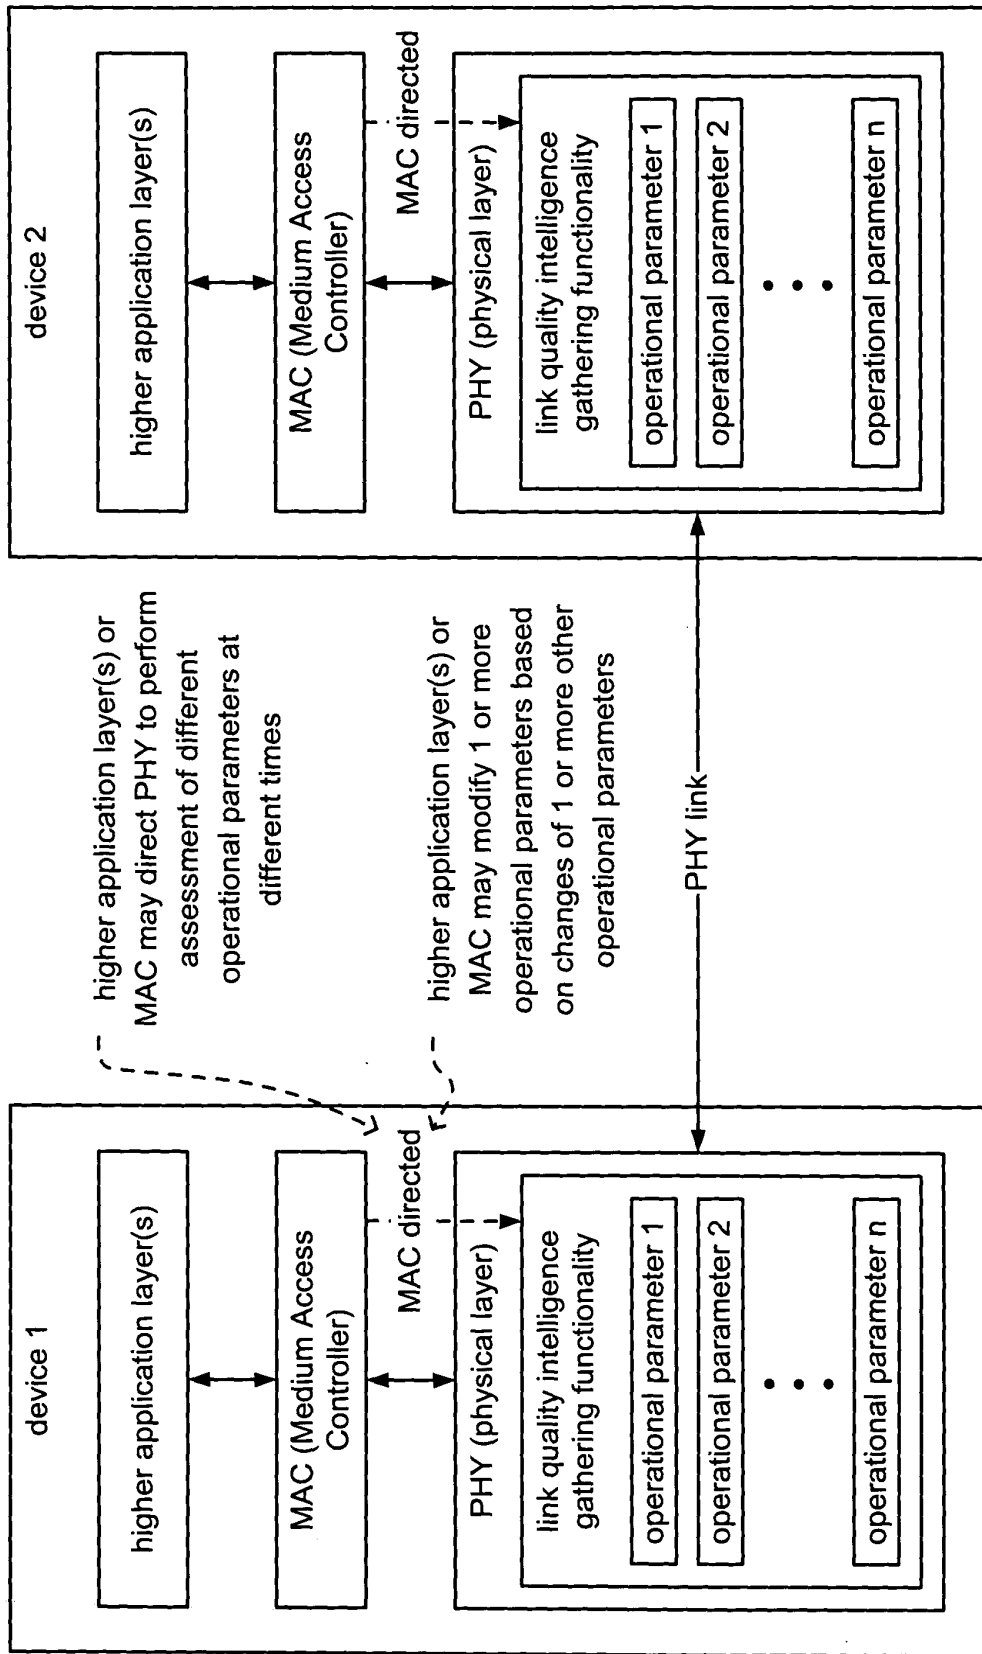 device 1
higher application layer(s)
MAC (Medium Access
Controller)
MAC directed
PHY (physical layer)
link quality intelligence
gathering functionality
operational parameter 1
operational parameter 2
operational parameter n
higher application layer(s) or
MAC may direct PHY to perform
assessment of different
operational parameters at
different times
higher application layer(s) or
MAC may modify 1 or more
operational parameters based
on changes of 1 or more other
operational parameters
PHY link
device 2
higher application layer(s)
MAC (Medium Access
Controller)
MAC directed
PHY (physical layer)
link quality intelligence
gathering functionality
operational parameter 1
operational parameter 2
operational parameter n